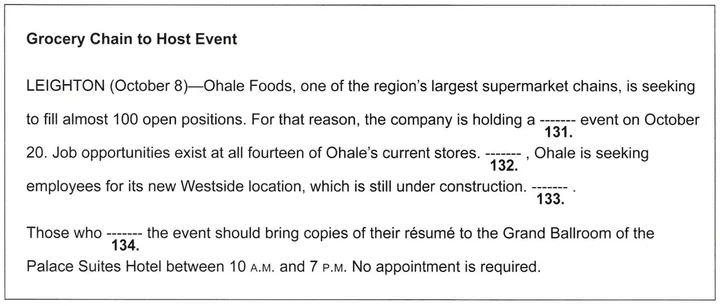 Grocery Chain to Host Event
LEIGHTON (October 8)—Ohale Foods, one of the region's largest supermarket chains, is seeking
to fill almost 100 open positions. For that reason, the company is holding a ------- event on October
131.
20. Job opportunities exist at all fourteen of Ohale's current stores. ------- , Ohale is seeking
132.
employees for its new Westside location, which is still under construction. ------- .
133.
Those who ------- the event should bring copies of their résumé to the Grand Ballroom of the
134.
Palace Suites Hotel between 10 A.M. and 7 P.M. No appointment is required.